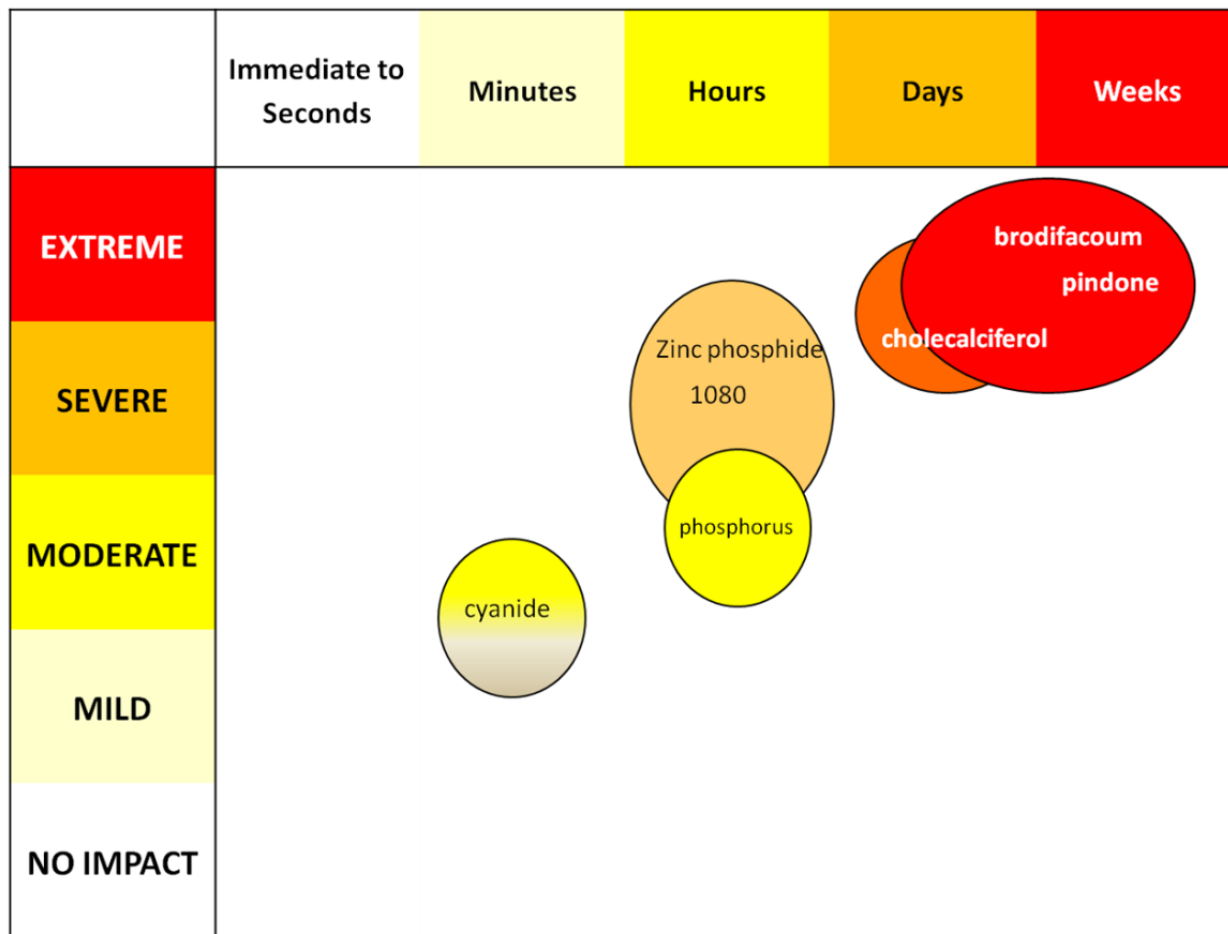 Immediate to
Seconds
Minutes
Hours
Days
Weeks
EXTREME
brodifacoum
pindone
cholecalciferol
Zinc phosphide
1080
SEVERE
phosphorus
MODERATE
cyanide
MILD
NO IMPACT